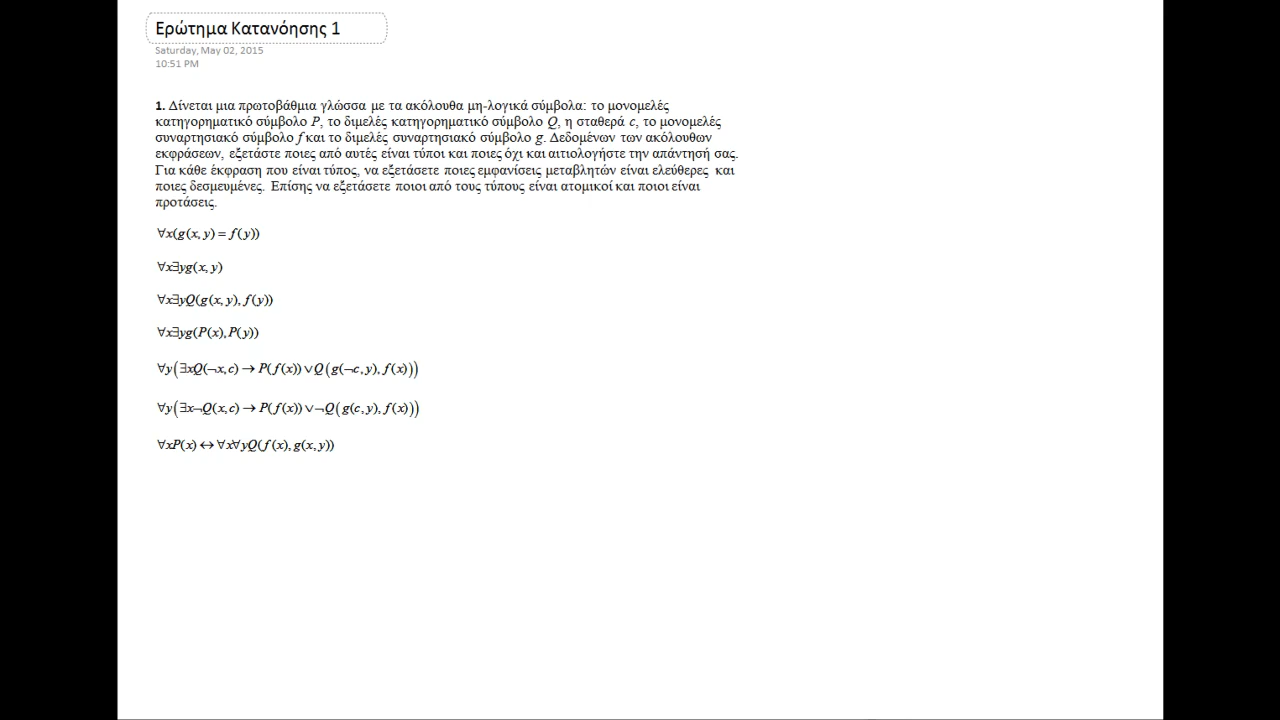 Ερώτημα Κατανόησης 1
Saturday, May 02, 2015
10:51 PM
1. Δίνεται μια πρωτοβάθμια γλώσσα με τα ακόλουθα μη-λογικά σύμβολα: το μονομελές
κατηγορηματικό σύμβολο P, το διμελές κατηγορηματικό σύμβολο Q, η σταθερά c, το μονομελές
συναρτησιακό σύμβολο f και το διμελές συναρτησιακό σύμβολο g. Δεδομένων των ακόλουθων
εκφράσεων, εξετάστε ποιες από αυτές είναι τύποι και ποιες όχι και αιτιολογήστε την απάντησή σας.
Για κάθε έκφραση που είναι τύπος, να εξετάσετε ποιες εμφανίσεις μεταβλητών είναι ελεύθερες και
ποιες δεσμευμένες. Επίσης να εξετάσετε ποιοι από τους τύπους είναι ατομικοί και ποιοι είναι
προτάσεις.
∀x(g(x, y) = f(y))
∀x∃yg(x, y)
∀x∃yQ(g(x, y), f(y))
∀x∃yg(P(x), P(y))
∀y(∃xQ(¬x, c) → P(f(x)) ∨ Q(g(¬c, y), f(x)))
∀y(∃x¬Q(x, c) → P(f(x)) ∨ ¬Q(g(c, y), f(x)))
∀xP(x) ↔ ∀x∀yQ(f(x), g(x, y))